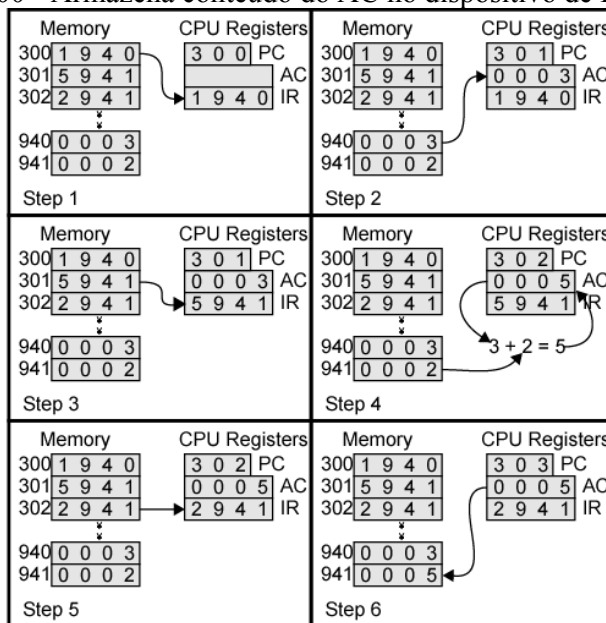 Armazena conteúdo do AC no dispositivo de
Memory CPU Registers
300 1 9 4 0 3 0 0 PC
301 5 9 4 1 AC
302 2 9 4 1 1 9 4 0 IR
940 0 0 0 3
941 0 0 0 2
Step 1
Memory CPU Registers
300 1 9 4 0 3 0 1 PC
301 5 9 4 1 0 0 0 3 AC
302 2 9 4 1 1 9 4 0 IR
940 0 0 0 3
941 0 0 0 2
Step 2
Memory CPU Registers
300 1 9 4 0 3 0 1 PC
301 5 9 4 1 0 0 0 3 AC
302 2 9 4 1 5 9 4 1 IR
940 0 0 0 3
941 0 0 0 2
Step 3
Memory CPU Registers
300 1 9 4 0 3 0 2 PC
301 5 9 4 1 0 0 0 5 AC
302 2 9 4 1 5 9 4 1 IR
940 0 0 0 3 3 + 2 = 5
941 0 0 0 2
Step 4
Memory CPU Registers
300 1 9 4 0 3 0 2 PC
301 5 9 4 1 0 0 0 5 AC
302 2 9 4 1 2 9 4 1 IR
940 0 0 0 3
941 0 0 0 2
Step 5
Memory CPU Registers
300 1 9 4 0 3 0 3 PC
301 5 9 4 1 0 0 0 5 AC
302 2 9 4 1 2 9 4 1 IR
940 0 0 0 3
941 0 0 0 5
Step 6